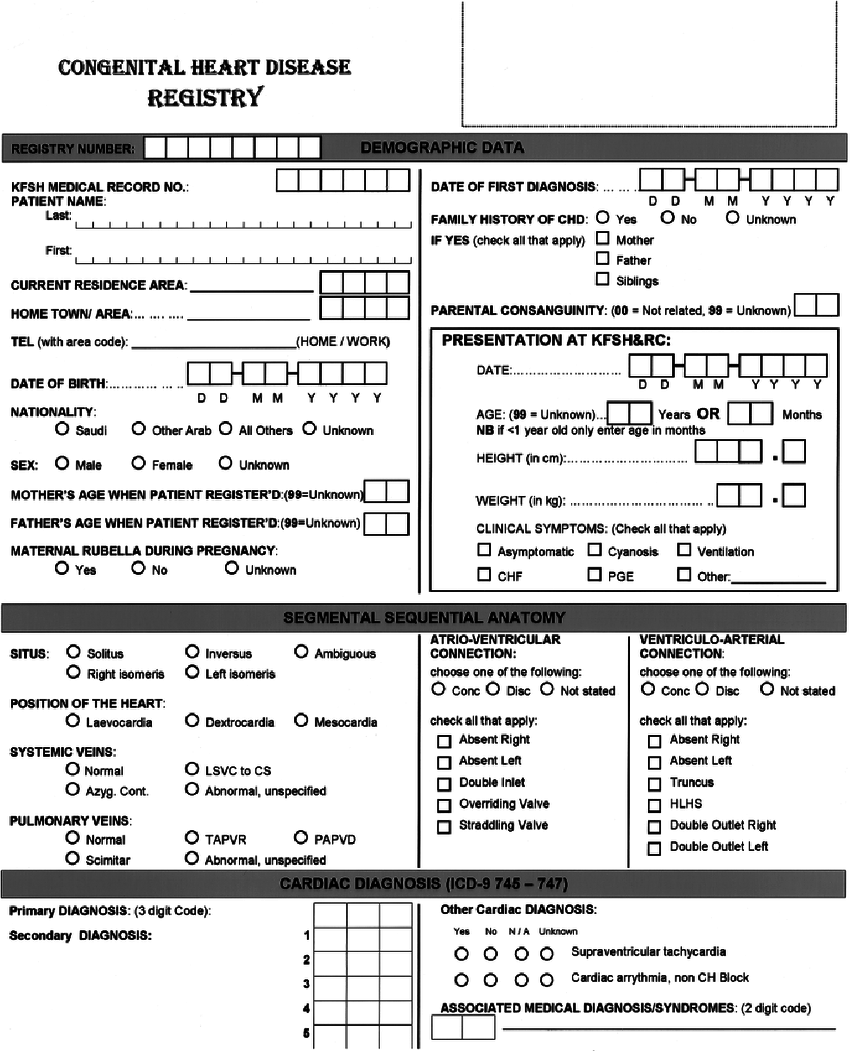 CONGENITAL HEART DISEASE
REGISTRY
REGISTRY NUMBER:
DEMOGRAPHIC DATA
KFSH MEDICAL RECORD NO.:
PATIENT NAME:
Last:
First:
CURRENT RESIDENCE AREA: ____________
HOME TOWN/ AREA:... .... .... ____________
TEL (with area code): ____________(HOME / WORK)
DATE OF BIRTH:............ ... ..
D D M M Y Y Y Y
NATIONALITY:
Saudi Other Arab All Others Unknown
SEX: Male Female Unknown
MOTHER'S AGE WHEN PATIENT REGISTER'D:(99=Unknown)
FATHER'S AGE WHEN PATIENT REGISTER'D:(99=Unknown)
MATERNAL RUBELLA DURING PREGNANCY:
Yes No Unknown
DATE OF FIRST DIAGNOSIS: ... ... .
D D M M Y Y Y Y
FAMILY HISTORY OF CHD: Yes No Unknown
IF YES (check all that apply) Mother
Father
Siblings
PARENTAL CONSANGUINITY: (00 = Not related, 99 = Unknown)
PRESENTATION AT KFSH&RC:
DATE:...........................
D D M M Y Y Y Y
AGE: (99 = Unknown)... Years OR Months
NB if <1 year old only enter age in months
HEIGHT (in cm):................................ .
WEIGHT (in kg): ................................ .
CLINICAL SYMPTOMS: (Check all that apply)
Asymptomatic Cyanosis Ventilation
CHF PGE Other:____________
SEGMENTAL SEQUENTIAL ANATOMY
SITUS: Solitus Inversus Ambiguous
Right isomeris Left isomeris
POSITION OF THE HEART:
Laevocardia Dextrocardia Mesocardia
SYSTEMIC VEINS:
Normal LSVC to CS
Azyg. Cont. Abnormal, unspecified
PULMONARY VEINS:
Normal TAPVR PAPVD
Scimitar Abnormal, unspecified
ATRIO-VENTRICULAR
CONNECTION:
choose one of the following:
Conc Disc Not stated
check all that apply:
Absent Right
Absent Left
Double Inlet
Overriding Valve
Straddling Valve
VENTRICULO-ARTERIAL
CONNECTION:
choose one of the following:
Conc Disc Not stated
check all that apply:
Absent Right
Absent Left
Truncus
HLHS
Double Outlet Right
Double Outlet Left
CARDIAC DIAGNOSIS (ICD-9 745 – 747)
Primary DIAGNOSIS: (3 digit Code):
Secondary DIAGNOSIS: 1
2
3
4
5
Other Cardiac DIAGNOSIS:
Yes No N / A Unknown
Supraventricular tachycardia
Cardiac arrythmia, non CH Block
ASSOCIATED MEDICAL DIAGNOSIS/SYNDROMES: (2 digit code)